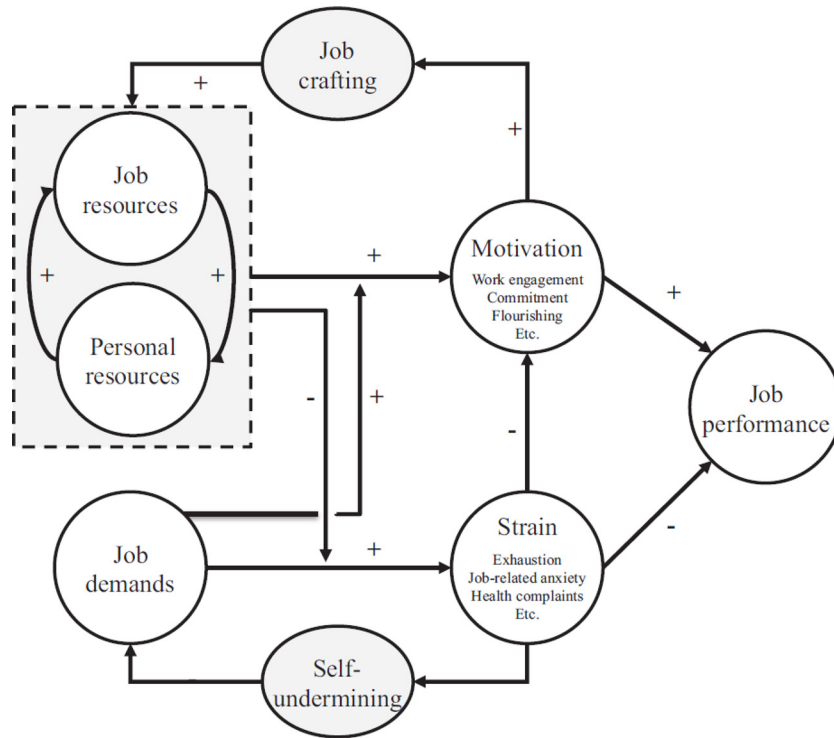 Job
crafting
+
+
Job
resources
+
+
Personal
resources
+
Motivation
Work engagement
Commitment
Flourishing
Etc.
+
-
+
-
Job
performance
Job
demands
+
Strain
Exhaustion
Job-related anxiety
Health complaints
Etc.
-
Self-
undermining